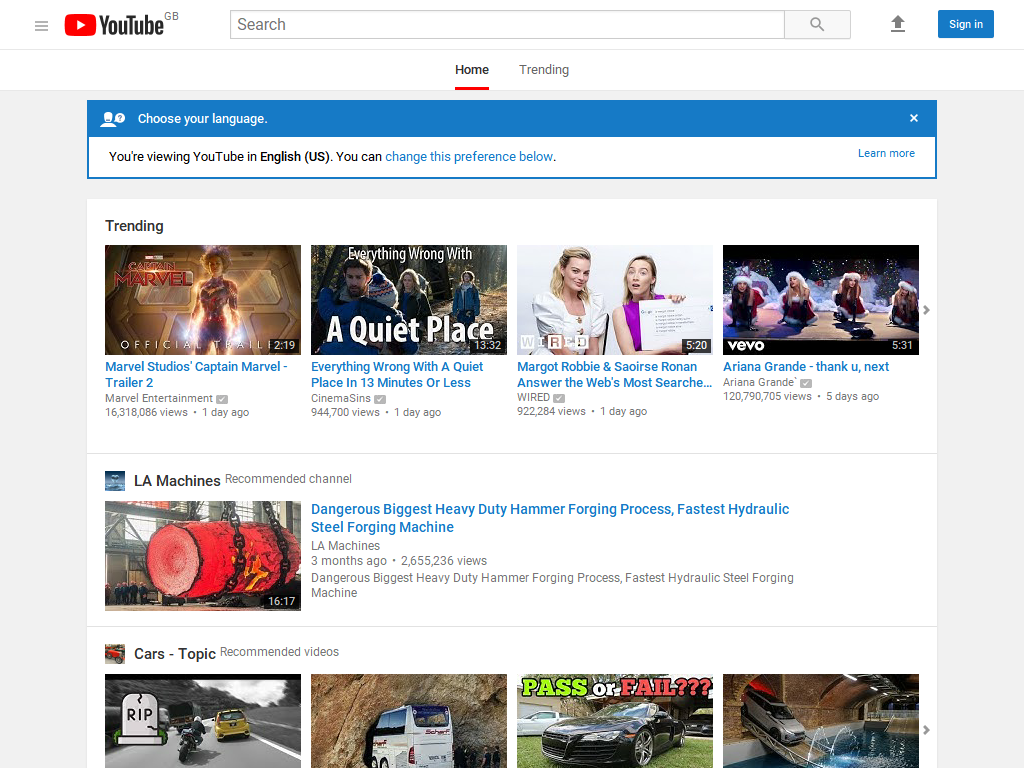 YouTube GB
Search
Sign in
Home
Trending
Choose your language.
×
You're viewing YouTube in English (US). You can change this preference below.
Learn more
Trending
MARVEL STUDIOS
CAPTAIN
MARVEL
OFFICIAL TRAIL
2:19
Everything Wrong With
A Quiet Place
13:32
WIRED
5:20
vevo
5:31
Marvel Studios' Captain Marvel - Trailer 2
Marvel Entertainment
16,318,086 views • 1 day ago
Everything Wrong With A Quiet Place In 13 Minutes Or Less
CinemaSins
944,700 views • 1 day ago
Margot Robbie & Saoirse Ronan Answer the Web's Most Searche...
WIRED
922,284 views • 1 day ago
Ariana Grande - thank u, next
Ariana Grande`
120,790,705 views • 5 days ago
LA Machines Recommended channel
16:17
Dangerous Biggest Heavy Duty Hammer Forging Process, Fastest Hydraulic
Steel Forging Machine
LA Machines
3 months ago • 2,655,236 views
Dangerous Biggest Heavy Duty Hammer Forging Process, Fastest Hydraulic Steel Forging
Machine
Cars - Topic Recommended videos
RIP
PASS or FAIL???